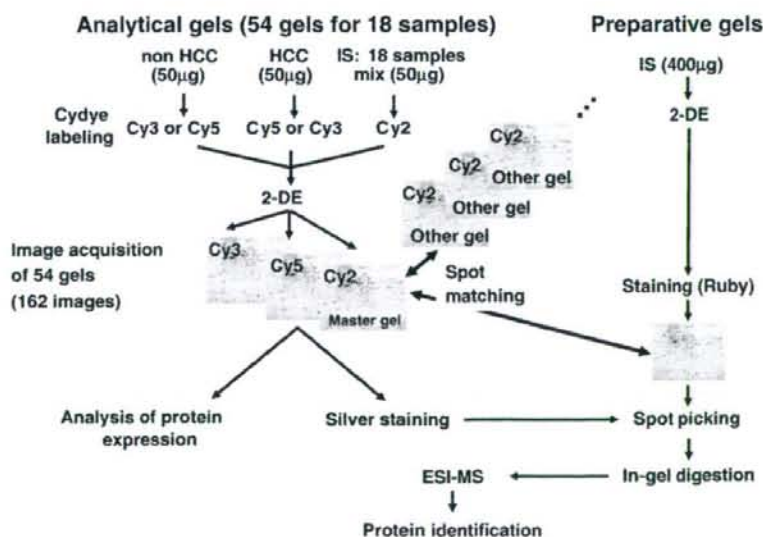 Analytical gels (54 gels for 18 samples)
Preparative gels
non HCC
(50µg)
HCC
(50µg)
IS: 18 samples
mix (50µg)
IS (400µg)
Cydye
labeling
Cy3 or Cy5
Cy5 or Cy3
Cy2
2-DE
2-DE
Cy2
Other gel
Cy2
Other gel
Cy2
Other gel
Image acquisition
of 54 gels
(162 images)
Cy3
Cy5
Cy2
Master gel
Spot
matching
Staining (Ruby)
Analysis of protein
expression
Silver staining
Spot picking
In-gel digestion
ESI-MS
Protein identification